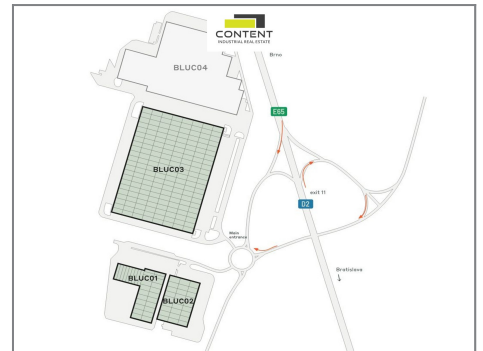 CONTENT
INDUSTRIAL REAL ESTATE
Brno
BLUC04
E65
BLUC03
exit 11
D2
Main
entrance
Bratislava
BLUC01
BLUC02